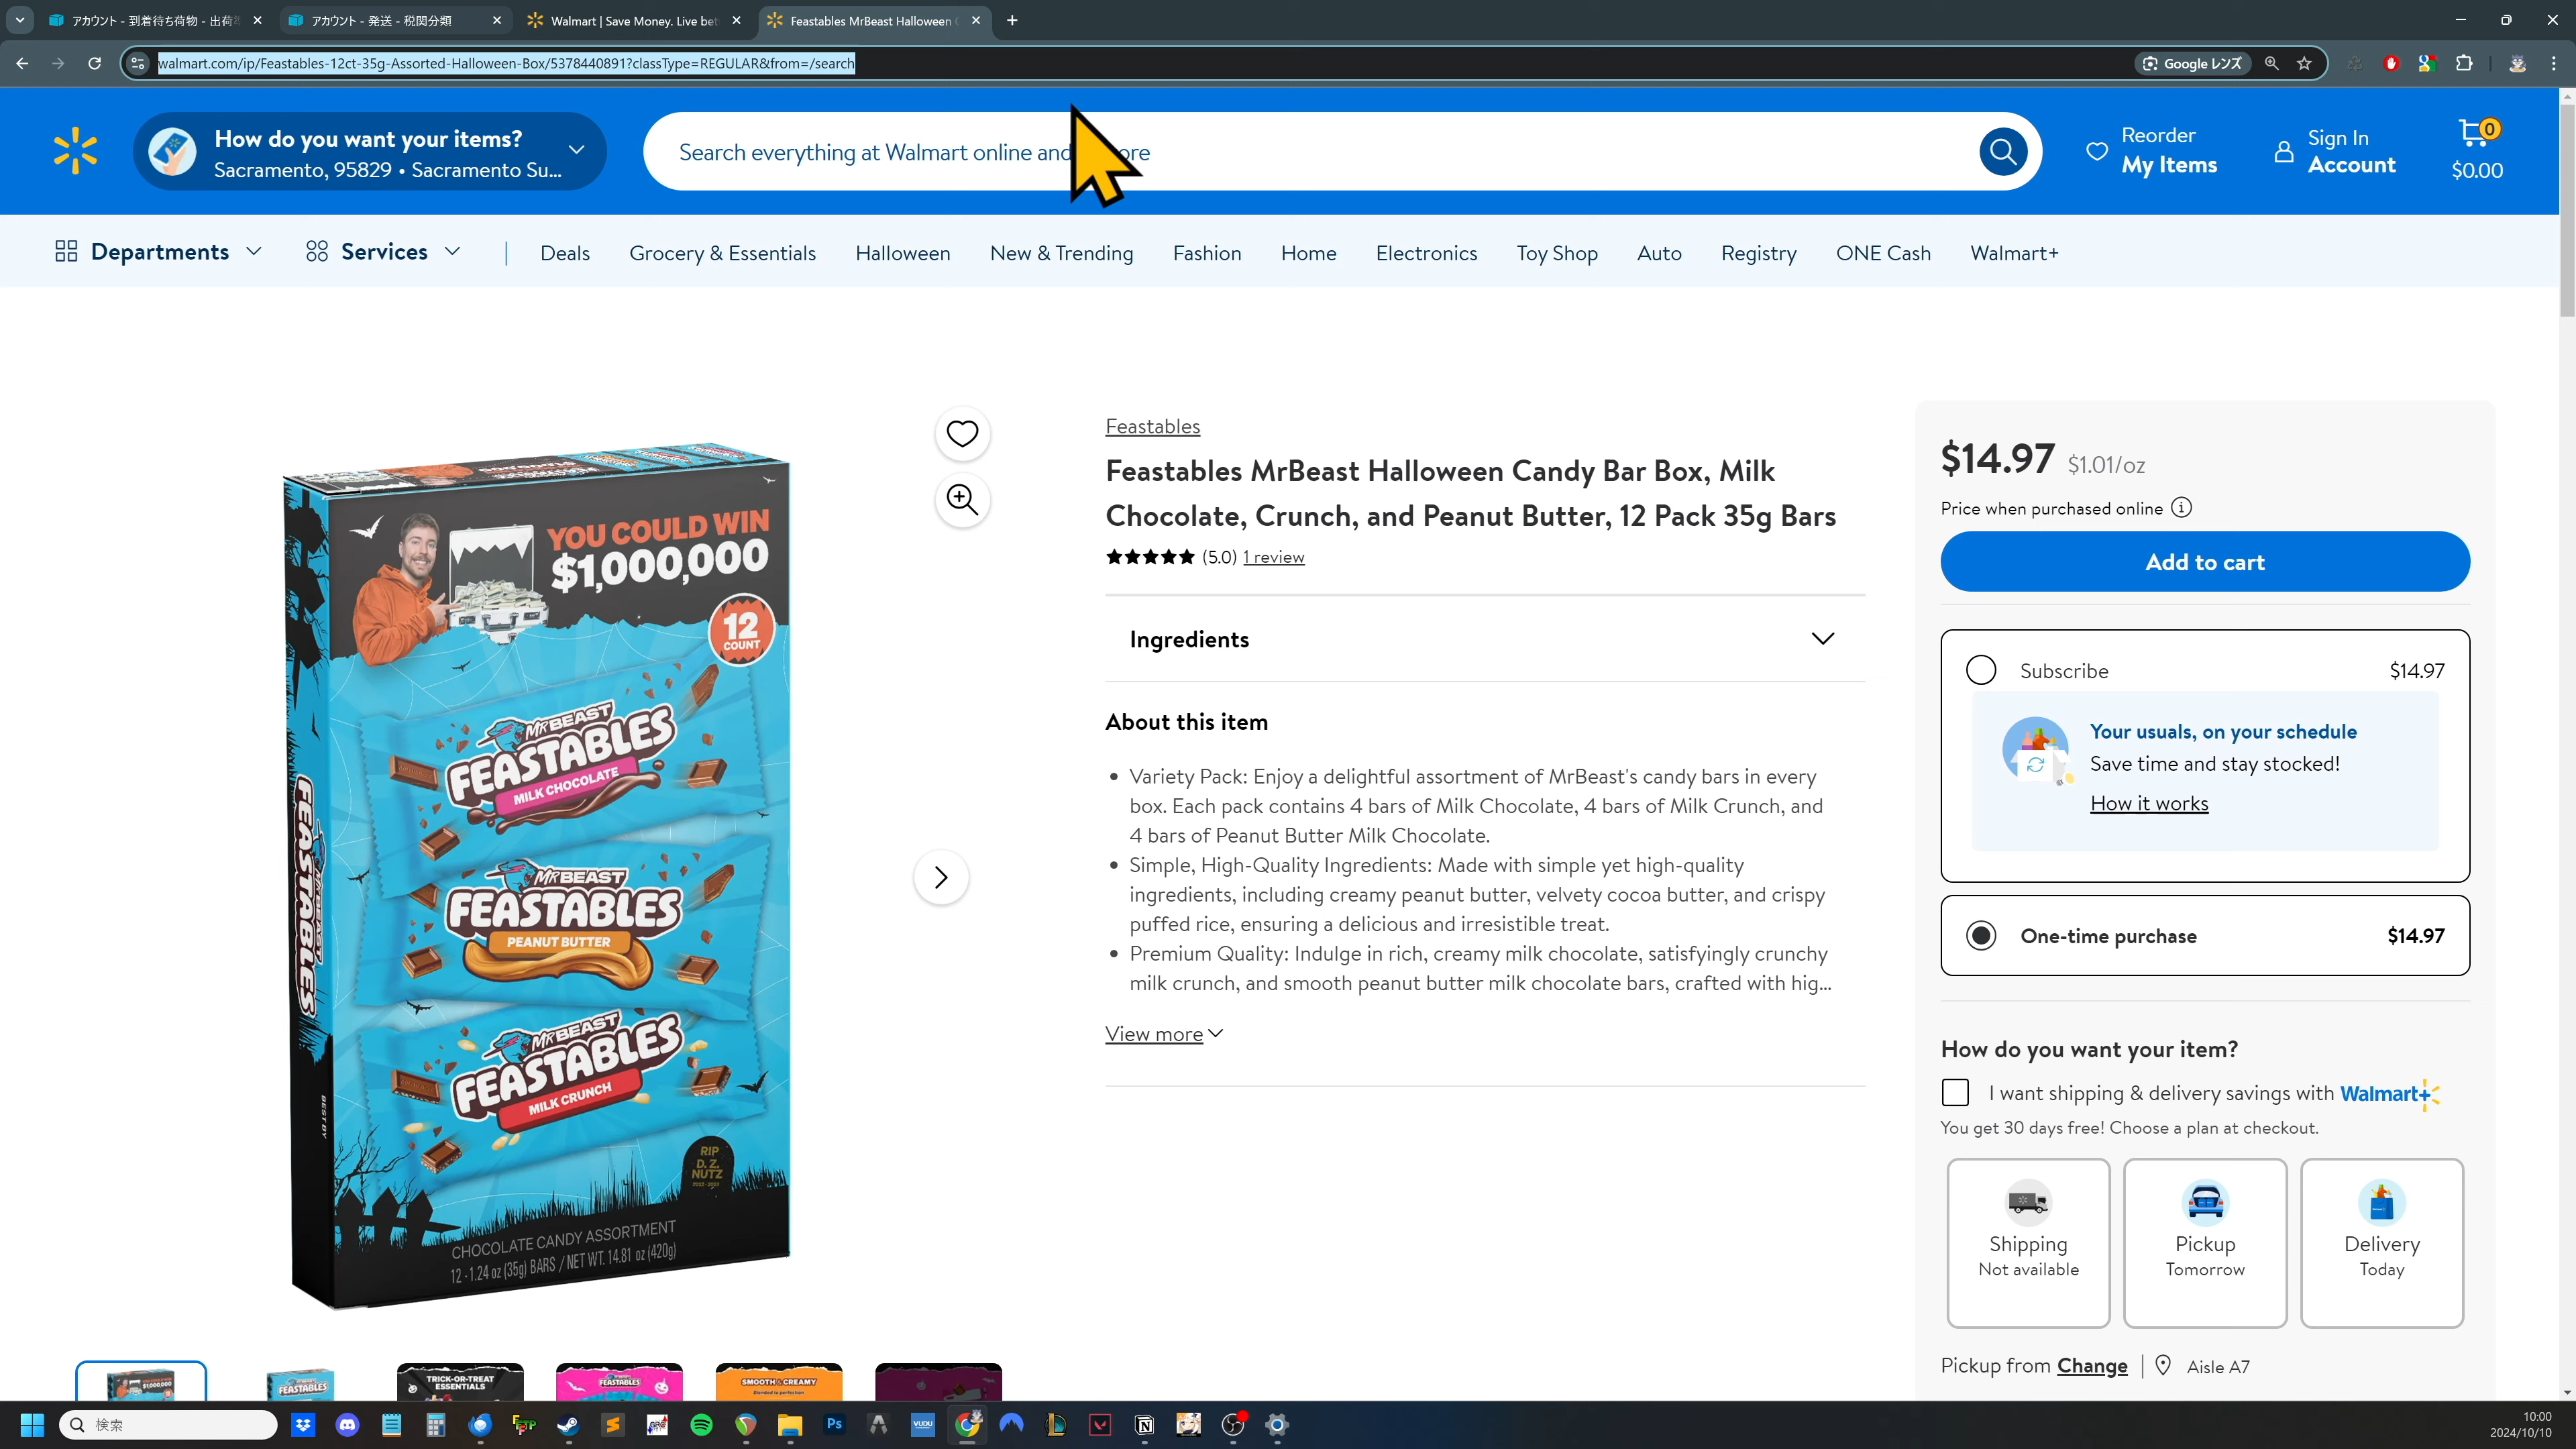 アカウント - 到着待ち荷物 - 出荷
アカウント - 発送 - 税関分類
Walmart | Save Money. Live bet
Feastables MrBeast Halloween C
walmart.com/ip/Feastables-12ct-35g-Assorted-Halloween-Box/5378440891?classType=REGULAR&from=/search
Google レンズ
How do you want your items?
Sacramento, 95829 • Sacramento Su...
Search everything at Walmart online and ore
Reorder
My Items
Sign In
Account
0
$0.00
Departments
Services
Deals
Grocery & Essentials
Halloween
New & Trending
Fashion
Home
Electronics
Toy Shop
Auto
Registry
ONE Cash
Walmart+
YOU COULD WIN
$1,000,000
12
COUNT
MRBEAST
FEASTABLES
MILK CHOCOLATE
MRBEAST
FEASTABLES
PEANUT BUTTER
MRBEAST
FEASTABLES
MILK CRUNCH
MRBEAST
FEASTABLES
BEST BY
RIP
D. Z.
NUTZ
CHOCOLATE CANDY ASSORTMENT
12 - 1.24 oz (35g) BARS / NET WT. 14.81 oz (420g)
FEASTABLES
TRICK-OR-TREAT
ESSENTIALS
FEASTABLES
SMOOTH & CREAMY
Blended to perfection
Feastables
Feastables MrBeast Halloween Candy Bar Box, Milk
Chocolate, Crunch, and Peanut Butter, 12 Pack 35g Bars
(5.0) 1 review
Ingredients
About this item
• Variety Pack: Enjoy a delightful assortment of MrBeast's candy bars in every
box. Each pack contains 4 bars of Milk Chocolate, 4 bars of Milk Crunch, and
4 bars of Peanut Butter Milk Chocolate.
• Simple, High-Quality Ingredients: Made with simple yet high-quality
ingredients, including creamy peanut butter, velvety cocoa butter, and crispy
puffed rice, ensuring a delicious and irresistible treat.
• Premium Quality: Indulge in rich, creamy milk chocolate, satisfyingly crunchy
milk crunch, and smooth peanut butter milk chocolate bars, crafted with hig...
View more
$14.97 $1.01/oz
Price when purchased online
Add to cart
Subscribe $14.97
Your usuals, on your schedule
Save time and stay stocked!
How it works
One-time purchase $14.97
How do you want your item?
I want shipping & delivery savings with Walmart+
You get 30 days free! Choose a plan at checkout.
Shipping
Not available
Pickup
Tomorrow
Delivery
Today
Pickup from Change | Aisle A7
検索
FTP
Ps
VUDU
10:00
2024/10/10